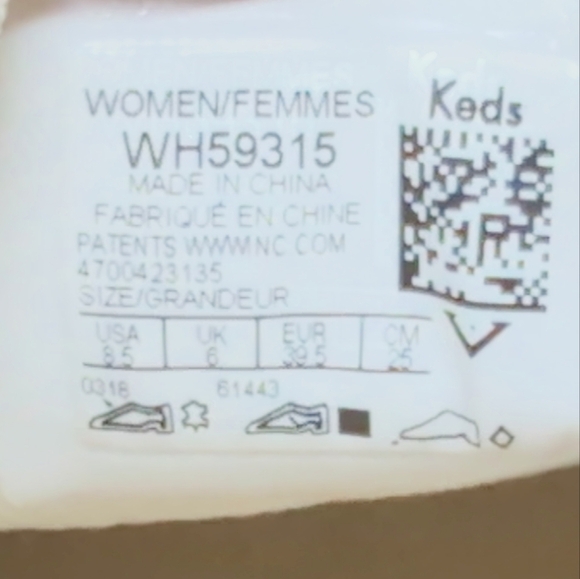 Keds
WOMEN/FEMMES
WH59315
MADE IN CHINA
FABRIQUÉ EN CHINE
PATENTS WWW.NC.COM
4700423135
SIZE/GRANDEUR
USA UK EUR CM
8.5 6 39.5 25
0318 61443